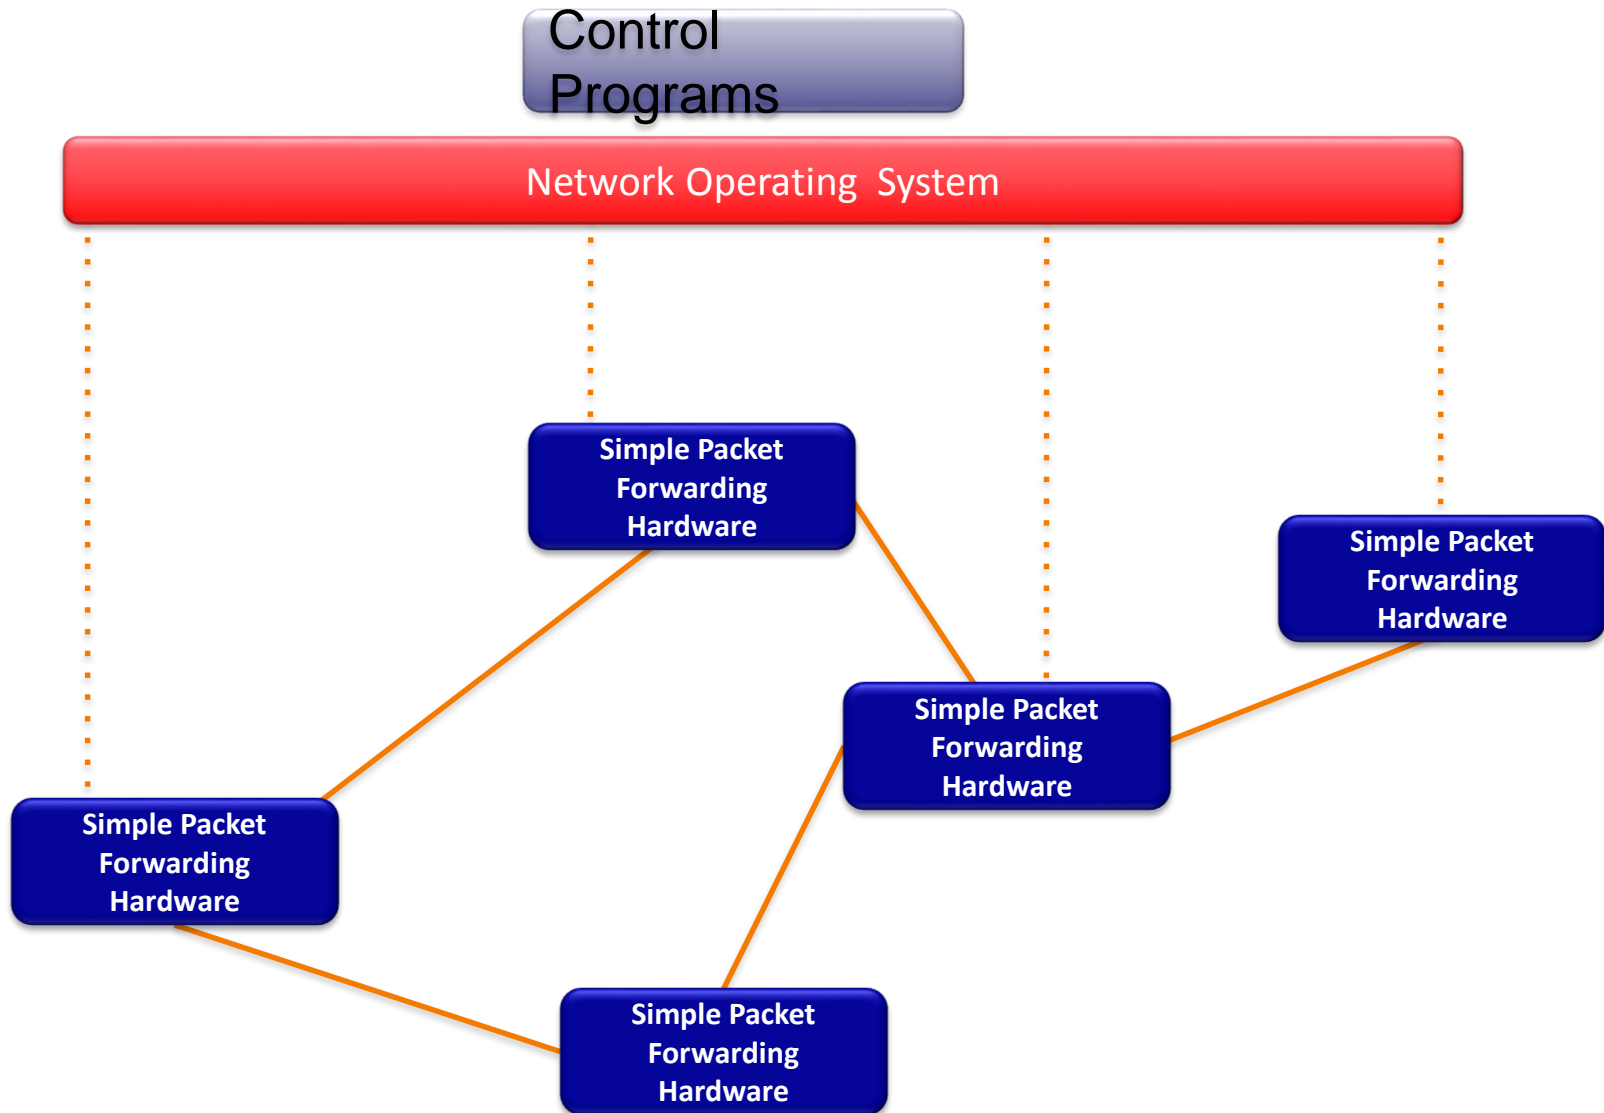 Control
Programs
Network Operating  System
Simple Packet
Forwarding
Hardware
Simple Packet
Forwarding
Hardware
Simple Packet
Forwarding
Hardware
Simple Packet
Forwarding
Hardware
Simple Packet
Forwarding
Hardware